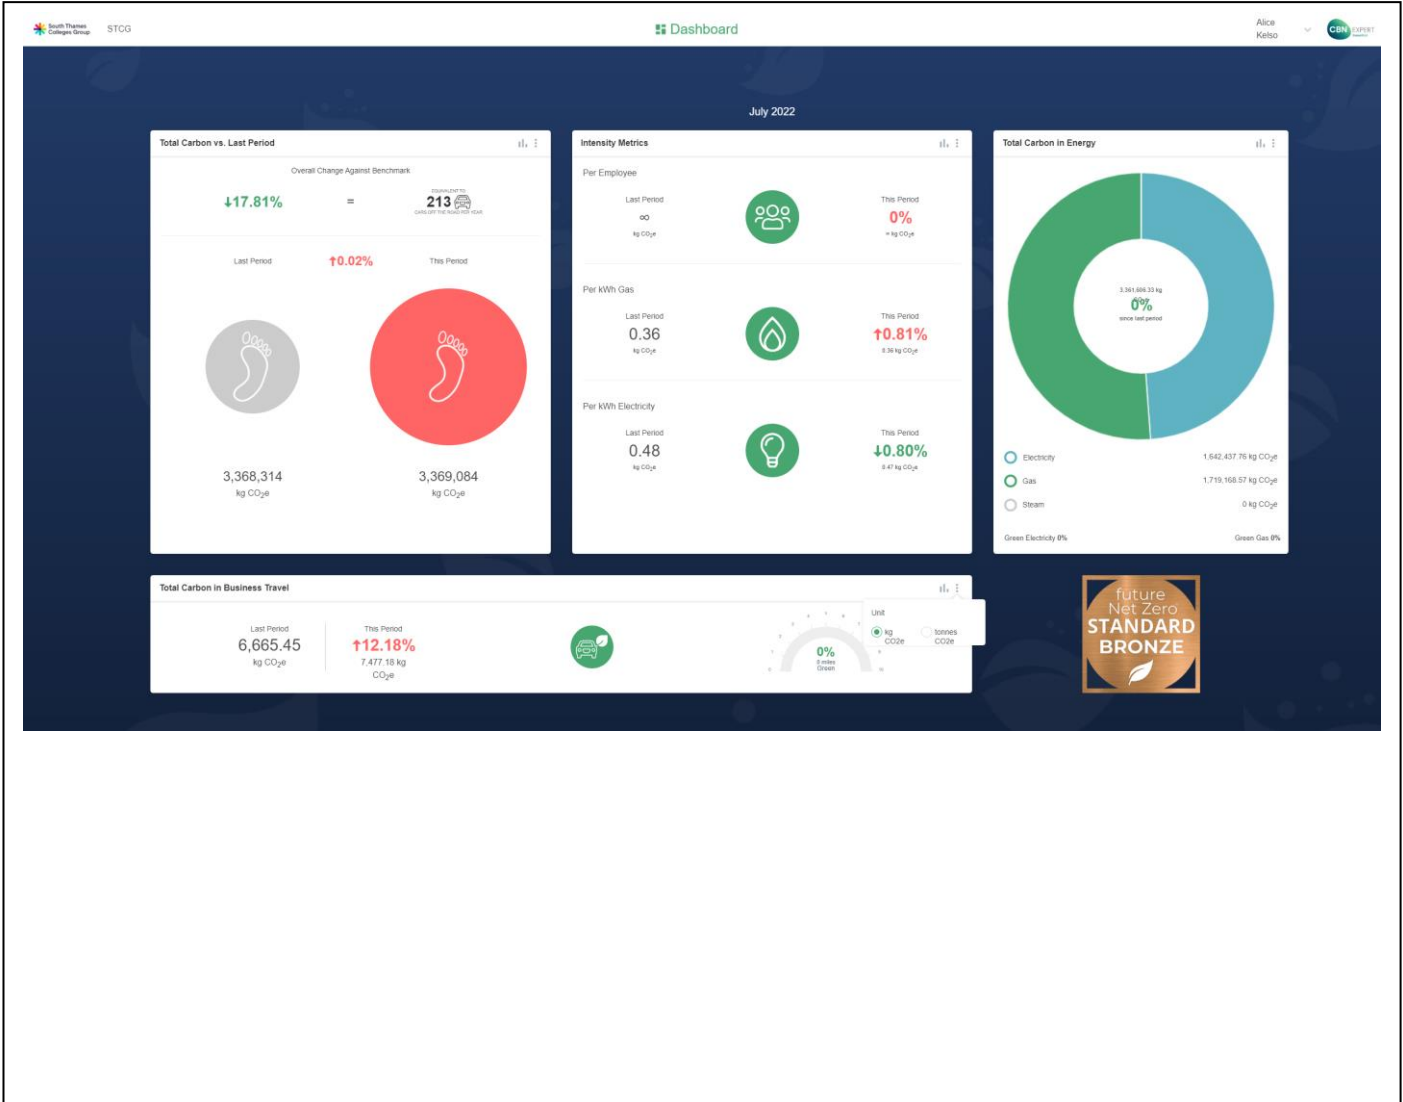 South Thames
Colleges Group
STCG
Dashboard
Alice
Kelso
CBN EXPERT
July 2022
Total Carbon vs. Last Period
Overall Change Against Benchmark
↓17.81%
=
EQUIVALENT TO
213
CARS OFF THE ROAD PER YEAR
Last Period
↑0.02%
This Period
3,368,314
kg CO₂e
3,369,084
kg CO₂e
Intensity Metrics
Per Employee
Last Period
∞
kg CO₂e
This Period
0%
∞ kg CO₂e
Per kWh Gas
Last Period
0.36
kg CO₂e
This Period
↑0.81%
0.36 kg CO₂e
Per kWh Electricity
Last Period
0.48
kg CO₂e
This Period
↓0.80%
0.47 kg CO₂e
Total Carbon in Energy
3,361,606.33 kg
0%
since last period
Electricity
1,642,437.76 kg CO₂e
Gas
1,719,168.57 kg CO₂e
Steam
0 kg CO₂e
Green Electricity 0%
Green Gas 0%
Total Carbon in Business Travel
Last Period
6,665.45
kg CO₂e
This Period
↑12.18%
7,477.18 kg
CO₂e
0%
0 miles
Green
Unit
kg
CO2e
tonnes
CO2e
future
Net Zero
STANDARD
BRONZE